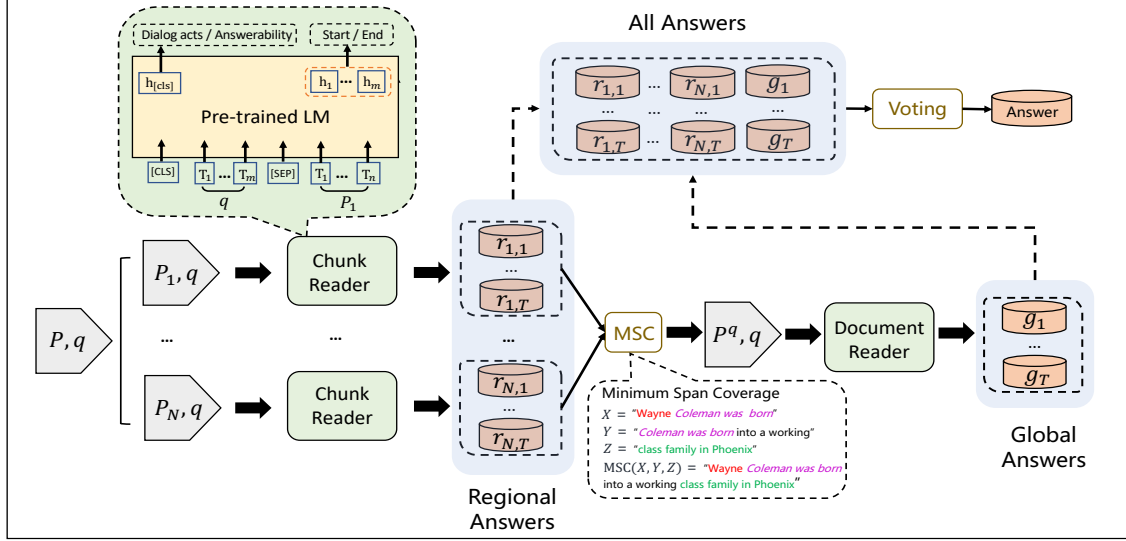 All Answers
Dialog acts / Answerability
Start / End
h[cls]
h1 ... hm
Pre-trained LM
[CLS]
T1 ... Tm
[SEP]
T1 ... Tn
q
P1
r1,1 ... rN,1 g1
... ... ...
r1,T ... rN,T gT
Voting
Answer
P, q
P1, q
Chunk
Reader
...
...
PN, q
Chunk
Reader
r1,1
...
r1,T
...
rN,1
...
rN,T
Regional
Answers
MSC
P^q, q
Document
Reader
g1
...
gT
Global
Answers
Minimum Span Coverage
X = "Wayne Coleman was born"
Y = "Coleman was born into a working"
Z = "class family in Phoenix"
MSC(X, Y, Z) = "Wayne Coleman was born
into a working class family in Phoenix"